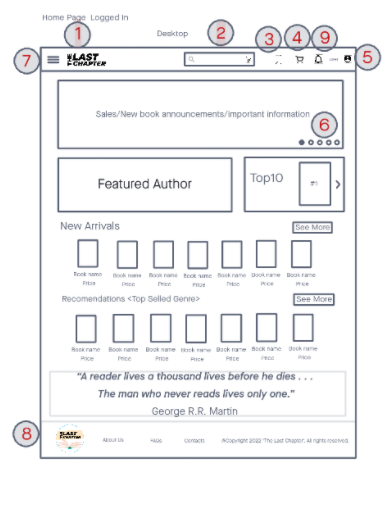 Home Page Logged In
Desktop
1
2
3
4
9
5
7
LAST
CHAPTER
Sales/New book announcements/Important information
6
Featured Author
Top10
#1
New Arrivals
See More
Book name Book name Book name Book name Book name Book name Book name
Price Price Price Price Price Price Price
Recomendations <Top Selled Genre>
See More
Book name Book name Book name Book name Book name Book name Book name
Price Price Price Price Price Price Price
"A reader lives a thousand lives before he dies . . .
The man who never reads lives only one."
George R.R. Martin
8
LAST
CHAPTER
About Us FAQs Contacts ©Copyright 2022 The Last Chapter. All rights reserved.